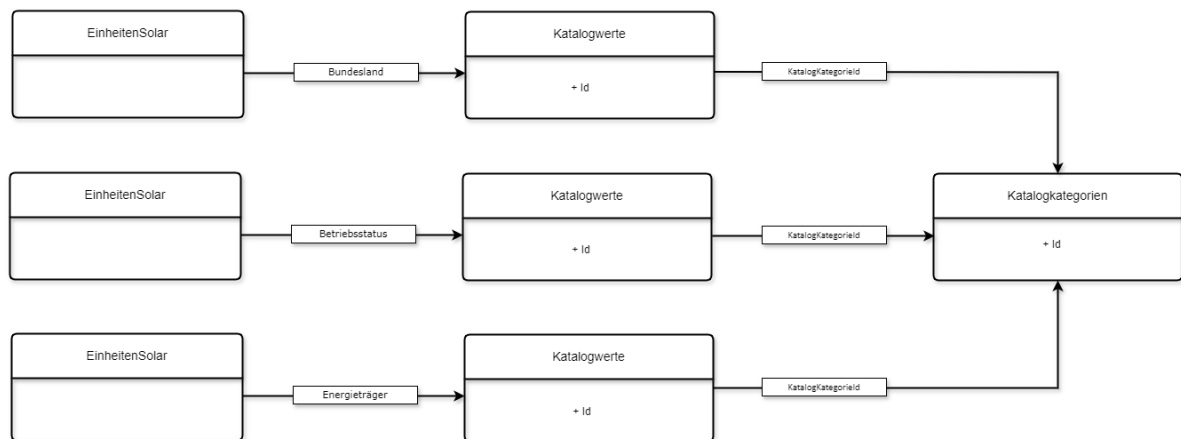 EinheitenSolar
Bundesland
Katalogwerte
+ Id
KatalogKategorieId
EinheitenSolar
Betriebsstatus
Katalogwerte
+ Id
KatalogKategorieId
Katalogkategorien
+ Id
EinheitenSolar
Energieträger
Katalogwerte
+ Id
KatalogKategorieId